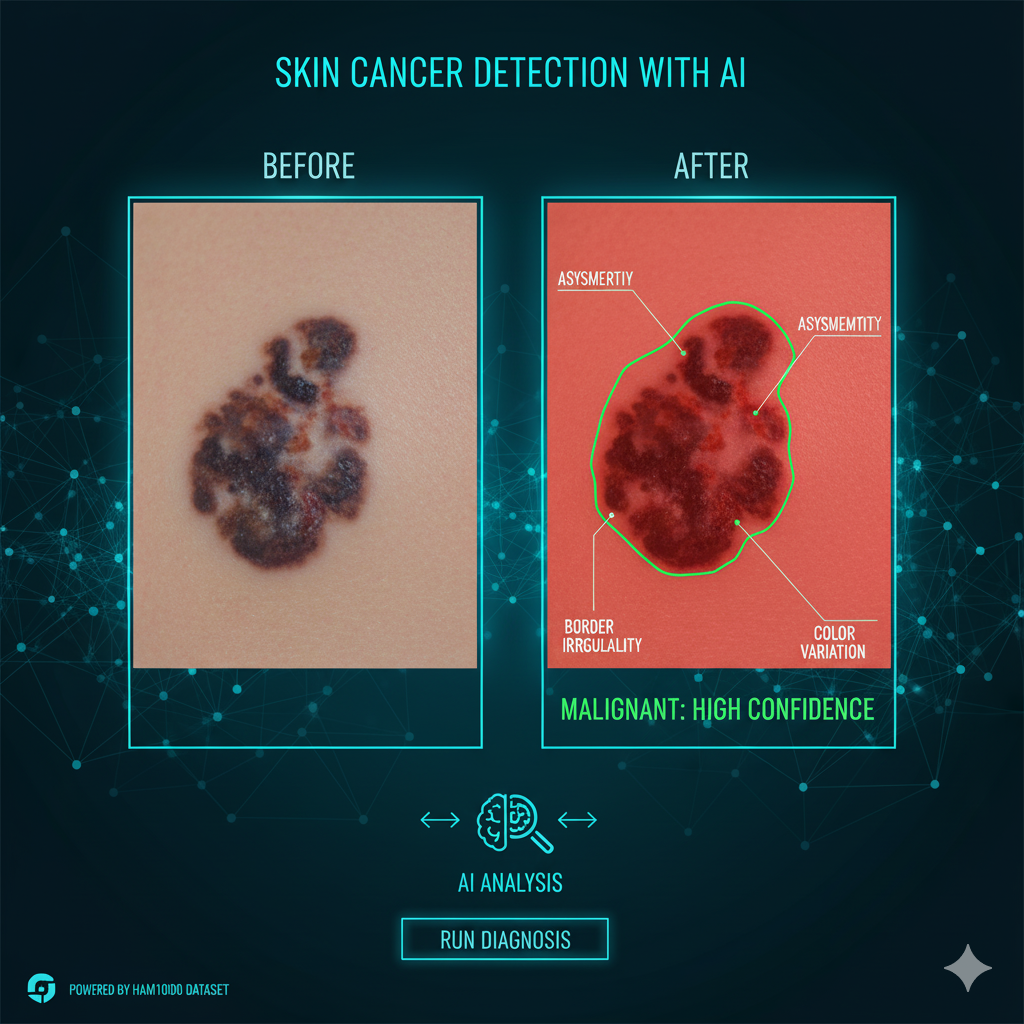 SKIN CANCER DETECTION WITH AI
BEFORE
AFTER
ASYSMERTIY
ASYSMEMTITY
BORDER
IRRGULALITY
COLOR
VARIATION
MALIGNANT: HIGH CONFIDENCE
AI ANALYSIS
RUN DIAGNOSIS
POWERED BY HAM10ID0 DATASET